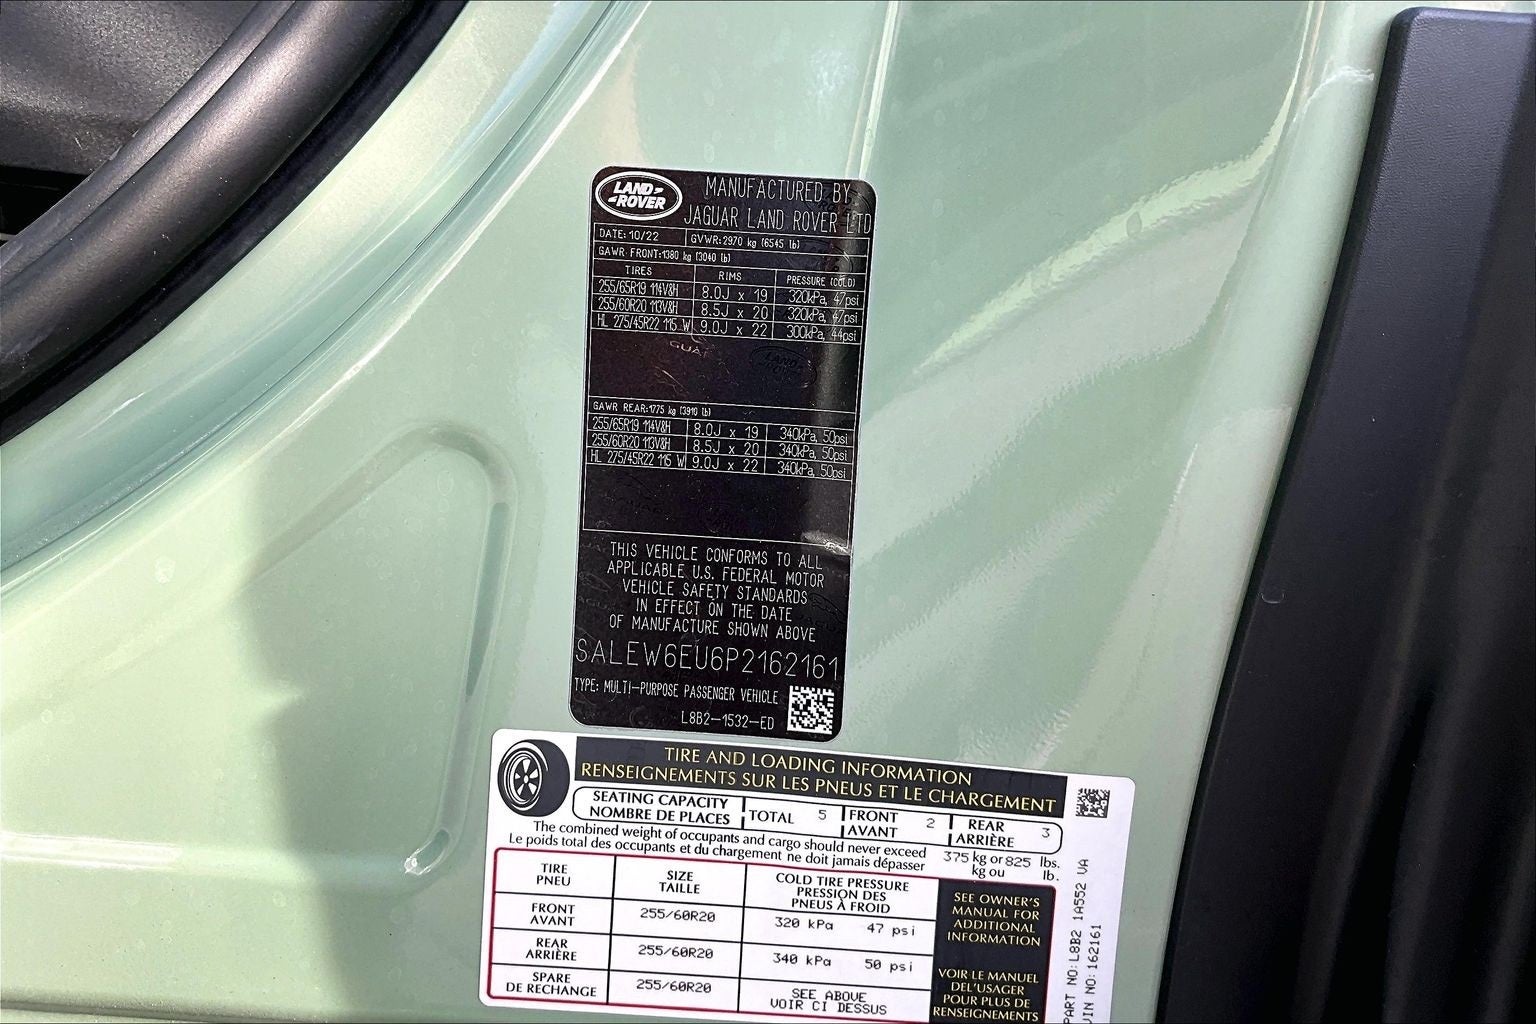 LAND ROVER
MANUFACTURED BY
JAGUAR LAND ROVER LTD
DATE: 10/22 GVWR: 2970 kg (6545 lb)
GAWR FRONT: 1380 kg (3040 lb)
TIRES RIMS PRESSURE (COLD)
255/65R19 114V&H 8.0J x 19 320kPa, 47psi
255/60R20 113V&H 8.5J x 20 320kPa, 47psi
HL 275/45R22 115 W 9.0J x 22 300kPa, 44psi
GAWR REAR: 1775 kg (3910 lb)
255/65R19 114V&H 8.0J x 19 340kPa, 50psi
255/60R20 113V&H 8.5J x 20 340kPa, 50psi
HL 275/45R22 115 W 9.0J x 22 340kPa, 50psi
THIS VEHICLE CONFORMS TO ALL
APPLICABLE U.S. FEDERAL MOTOR
VEHICLE SAFETY STANDARDS
IN EFFECT ON THE DATE
OF MANUFACTURE SHOWN ABOVE
SALEW6EU6P2162161
TYPE: MULTI-PURPOSE PASSENGER VEHICLE
L8B2-1532-ED
TIRE AND LOADING INFORMATION
RENSEIGNEMENTS SUR LES PNEUS ET LE CHARGEMENT
SEATING CAPACITY
NOMBRE DE PLACES
TOTAL 5
FRONT
AVANT 2
REAR
ARRIÈRE 3
The combined weight of occupants and cargo should never exceed 375 kg or 825 lbs.
Le poids total des occupants et du chargement ne doit jamais dépasser kg ou lb.
TIRE
PNEU
SIZE
TAILLE
COLD TIRE PRESSURE
PRESSION DES
PNEUS À FROID
FRONT
AVANT
255/60R20 320 kPa 47 psi
REAR
ARRIÈRE
255/60R20 340 kPa 50 psi
SPARE
DE RECHANGE
255/60R20
SEE ABOVE
VOIR CI DESSUS
SEE OWNER'S
MANUAL FOR
ADDITIONAL
INFORMATION
VOIR LE MANUEL
DEL'USAGER
POUR PLUS DE
RENSEIGNEMENTS
PART NO: L8B2 1A552 VA
VIN NO: 162161